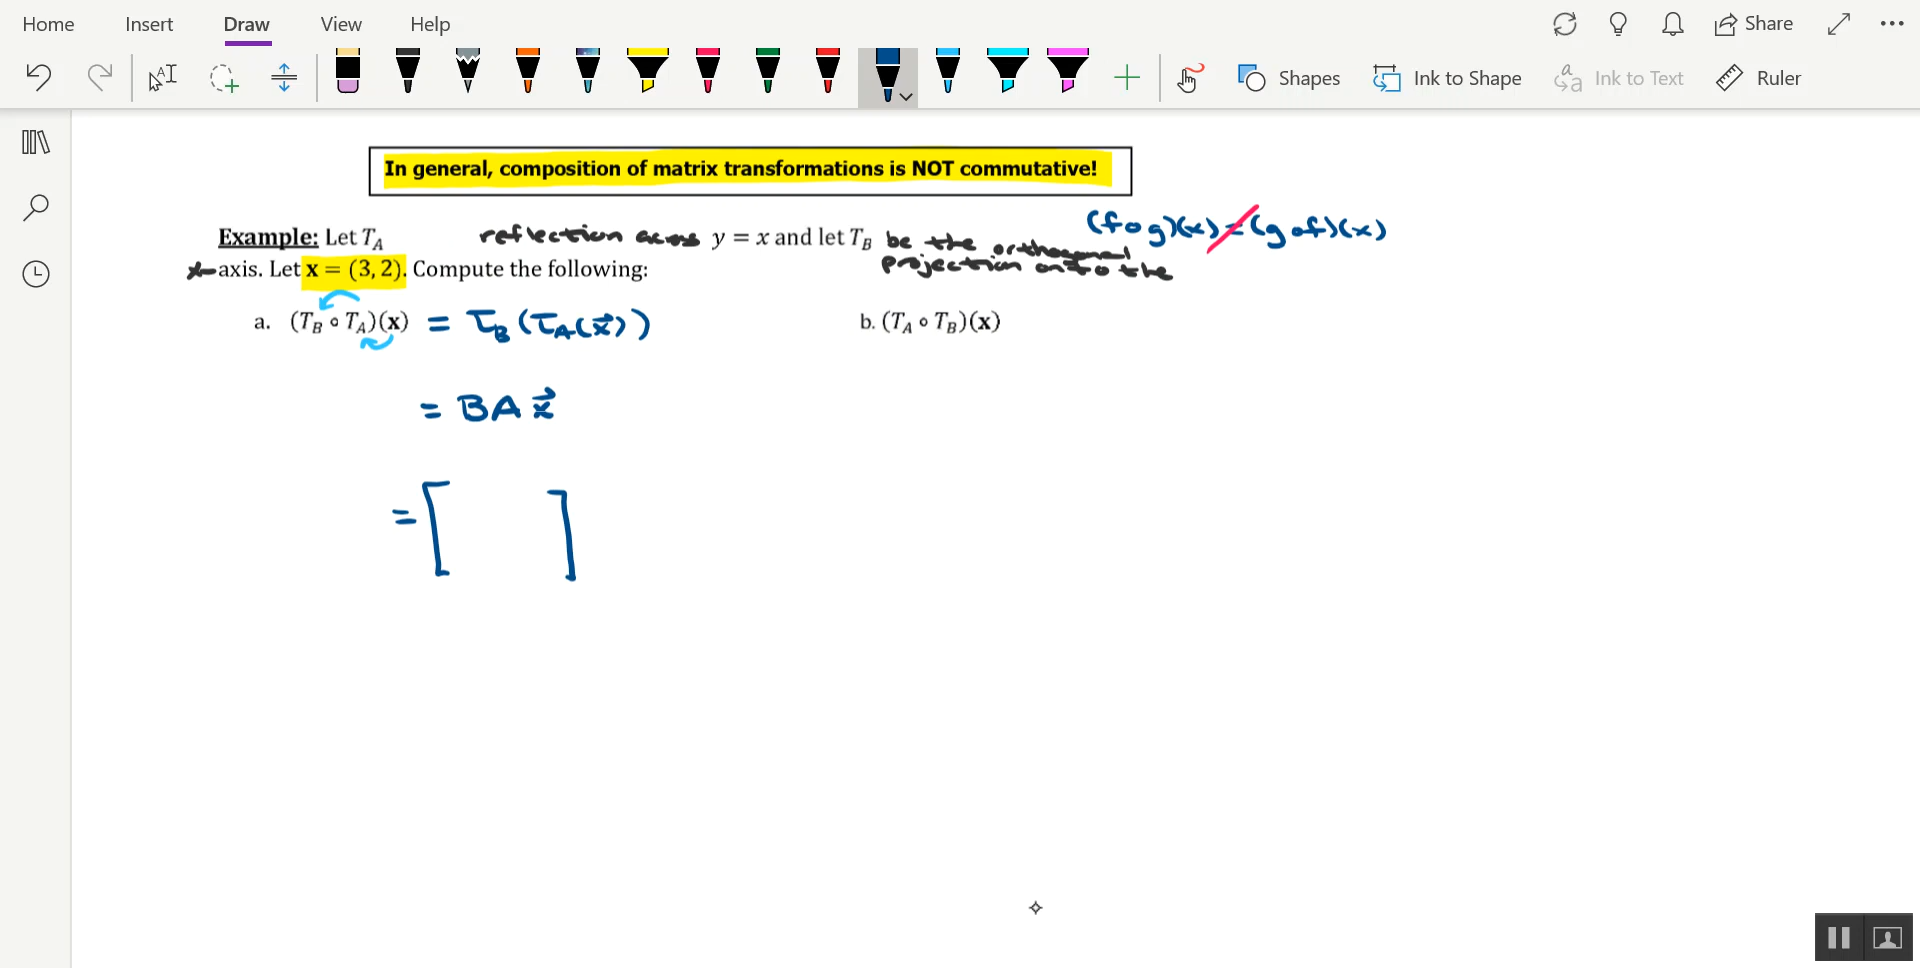 Home Insert Draw View Help Share
Shapes Ink to Shape Ink to Text Ruler
In general, composition of matrix transformations is NOT commutative!
(f∘g)(x) = (g∘f)(x)
Example: Let T_A reflection across y = x and let T_B be the orthogonal projection onto the
x-axis. Let x = (3, 2). Compute the following:
a. (T_B ∘ T_A)(x) = T_B(T_A(x⃗))
b. (T_A ∘ T_B)(x)
= BAx⃗
= [ ]